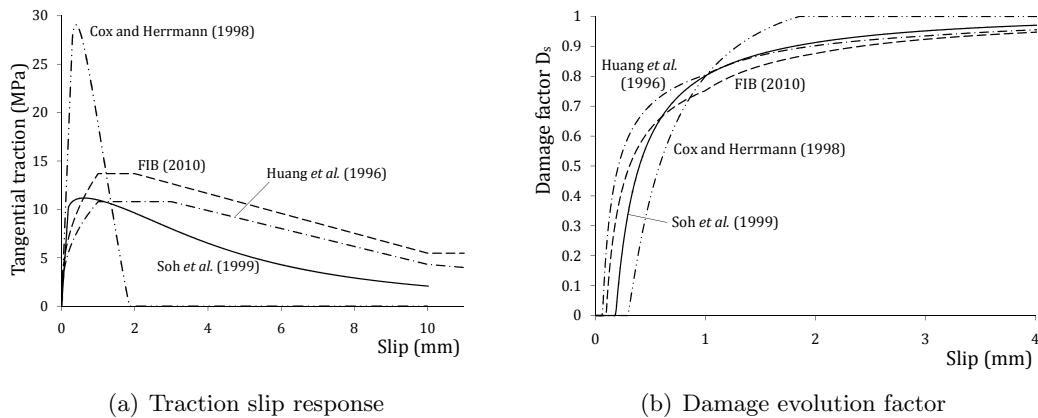 30
25
20
15
10
5
0
Tangential traction (MPa)
Cox and Herrmann (1998)
FIB (2010)
Huang et al. (1996)
Soh et al. (1999)
0 2 4 6 8 10
Slip (mm)
(a) Traction slip response
1
0.9
0.8
0.7
0.6
0.5
0.4
0.3
0.2
0.1
0
Damage factor Ds
Huang et al.
(1996)
FIB (2010)
Cox and Herrmann (1998)
Soh et al. (1999)
0 1 2 3 4
Slip (mm)
(b) Damage evolution factor